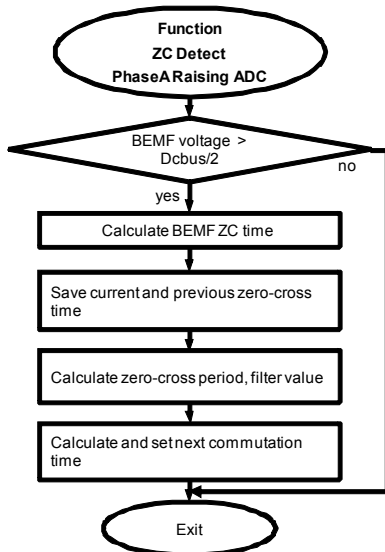 Function
ZC Detect
PhaseA Raising ADC
BEMF voltage >
Dcbus/2
no
yes
Calculate BEMF ZC time
Save current and previous zero-cross
time
Calculate zero-cross period, filter value
Calculate and set next commutation
time
Exit